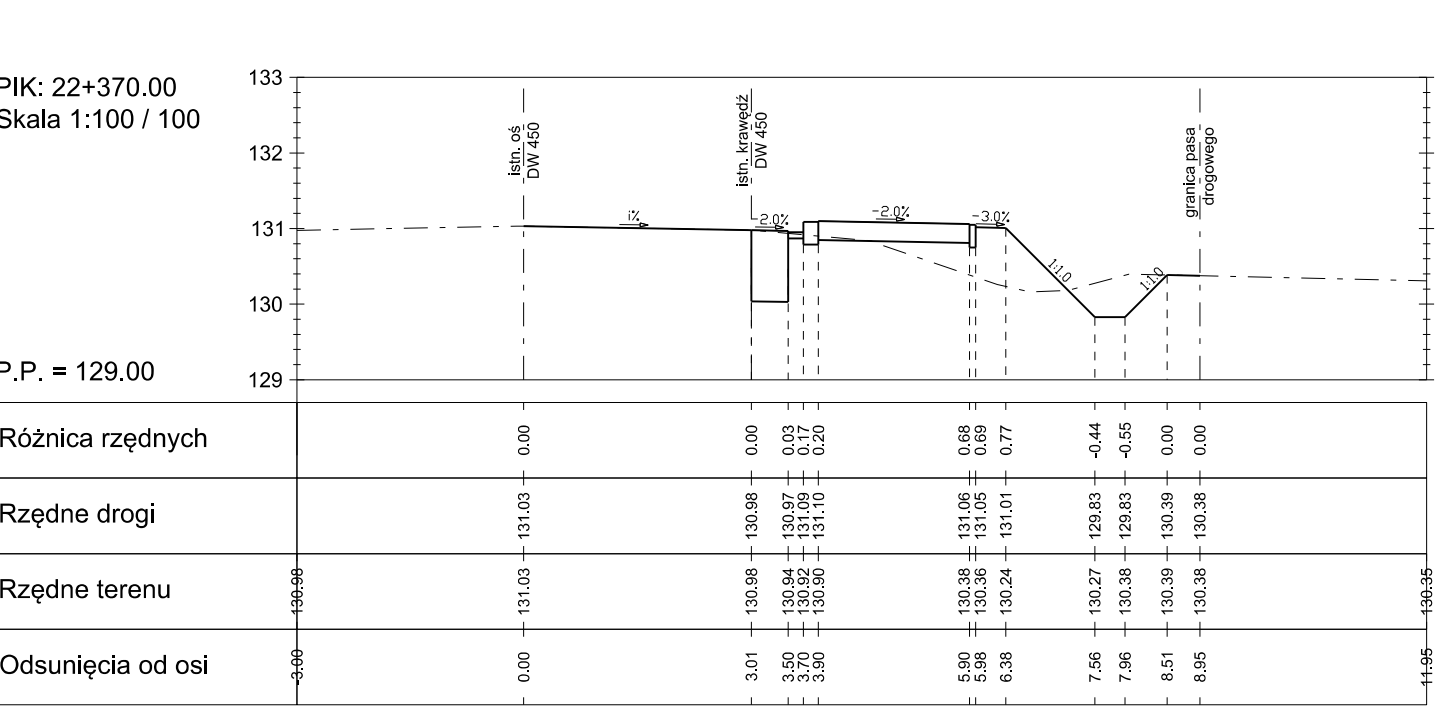 PIK: 22+370.00
Skala 1:100 / 100
P.P. = 129.00
133
132
131
130
129
istn. oś
DW 450
istn. krawędź
DW 450
granica pasa
drogowego
i%
-2.0%
-2.0%
-3.0%
1:1.0
1:1.0
Różnica rzędnych 0.00 0.00 0.03 0.17 0.20 0.68 0.69 0.77 -0.44 -0.55 0.00 0.00
Rzędne drogi 131.03 130.98 130.97 131.09 131.10 131.06 131.05 131.01 129.83 129.83 130.39 130.38
Rzędne terenu 130.98 131.03 130.98 130.94 130.92 130.90 130.38 130.36 130.24 130.27 130.38 130.39 130.38 130.35
Odsunięcia od osi -3.00 0.00 3.01 3.50 3.70 3.90 5.90 5.98 6.38 7.56 7.96 8.51 8.95 11.95